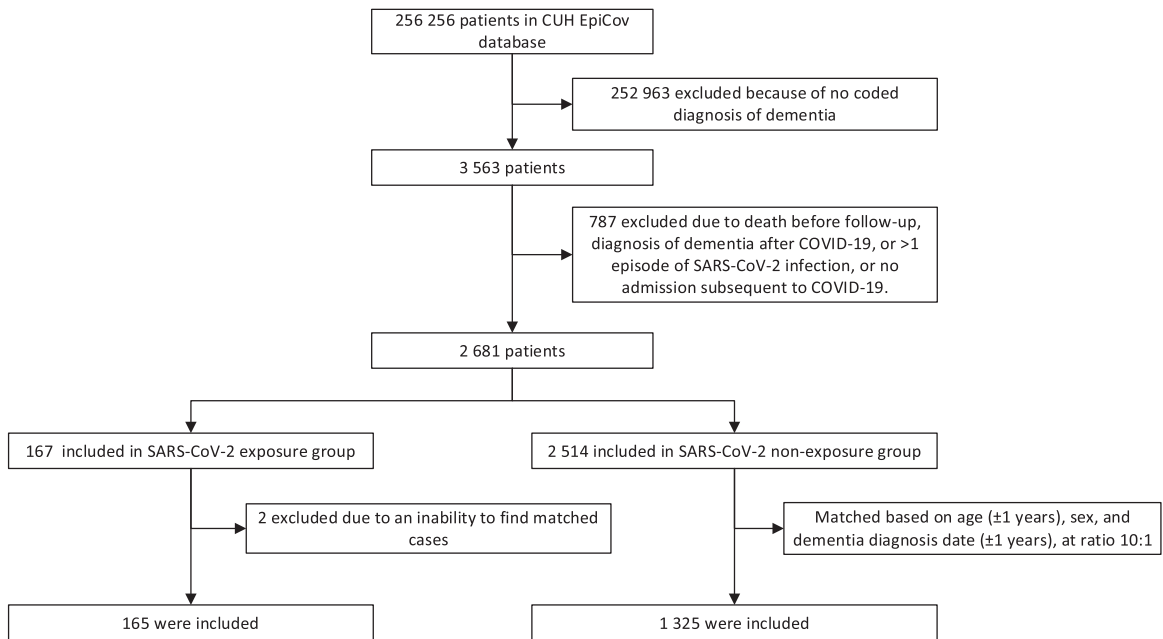 256 256 patients in CUH EpiCov
database
252 963 excluded because of no coded
diagnosis of dementia
3 563 patients
787 excluded due to death before follow-up,
diagnosis of dementia after COVID-19, or >1
episode of SARS-CoV-2 infection, or no
admission subsequent to COVID-19.
2 681 patients
167 included in SARS-CoV-2 exposure group
2 514 included in SARS-CoV-2 non-exposure group
2 excluded due to an inability to find matched
cases
Matched based on age (±1 years), sex, and
dementia diagnosis date (±1 years), at ratio 10:1
165 were included
1 325 were included